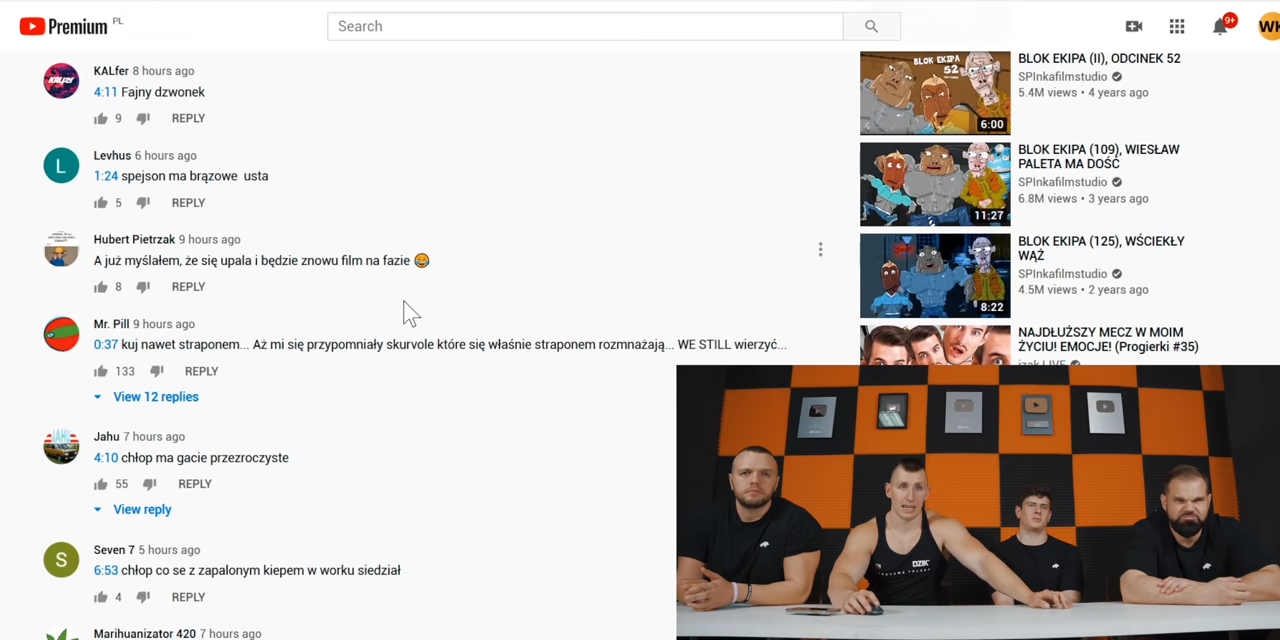 Premium PL
Search
9+
WK
KALfer 8 hours ago
4:11 Fajny dzwonek
9 REPLY
L
Levhus 6 hours ago
1:24 spejson ma brązowe usta
5 REPLY
Hubert Pietrzak 9 hours ago
A już myślałem, że się upala i będzie znowu film na fazie 😂
8 REPLY
Mr. Pill 9 hours ago
0:37 kuj nawet straponem... Aż mi się przypomniały skurvole które się właśnie straponem rozmnażają... WE STILL wierzyć...
133 REPLY
View 12 replies
Jahu 7 hours ago
4:10 chłop ma gacie przezroczyste
55 REPLY
View reply
S
Seven 7 5 hours ago
6:53 chłop co se z zapalonym kiepem w worku siedział
4 REPLY
Marihuanizator 420 7 hours ago
BLOK EKIPA
52
6:00
BLOK EKIPA (II), ODCINEK 52
SPInkafilmstudio
5.4M views • 4 years ago
11:27
BLOK EKIPA (109), WIESŁAW
PALETA MA DOŚĆ
SPInkafilmstudio
6.8M views • 3 years ago
8:22
BLOK EKIPA (125), WŚCIEKŁY
WĄŻ
SPInkafilmstudio
4.5M views • 2 years ago
NAJDŁUŻSZY MECZ W MOIM
ŻYCIU! EMOCJE! (Progierki #35)
izak LIVE
DZIK